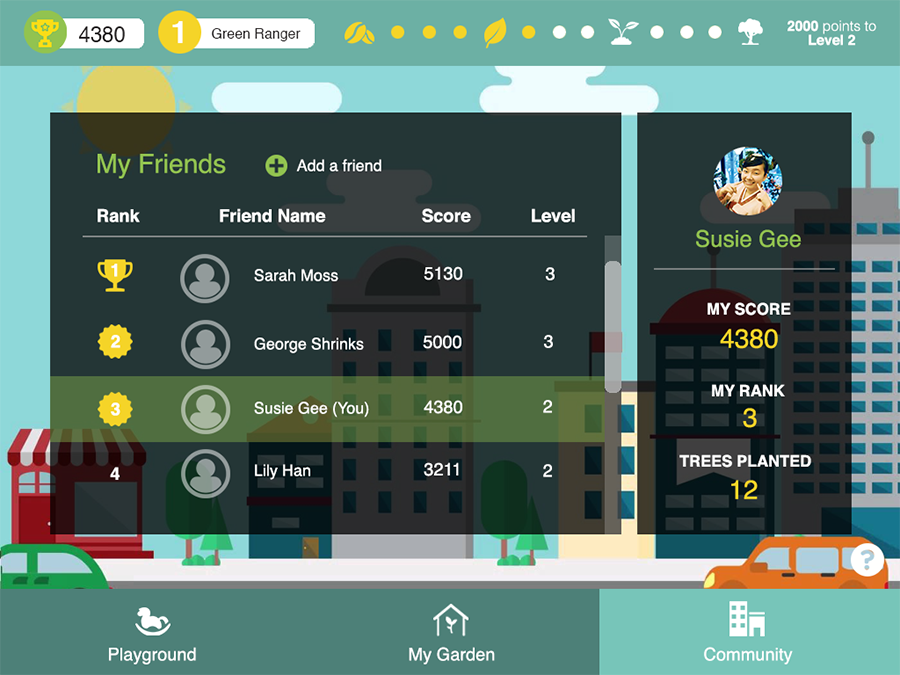 4380
1
Green Ranger
2000 points to
Level 2
My Friends
Add a friend
Rank Friend Name Score Level
1 Sarah Moss 5130 3
2 George Shrinks 5000 3
3 Susie Gee (You) 4380 2
4 Lily Han 3211 2
Susie Gee
MY SCORE
4380
MY RANK
3
TREES PLANTED
12
?
Playground
My Garden
Community